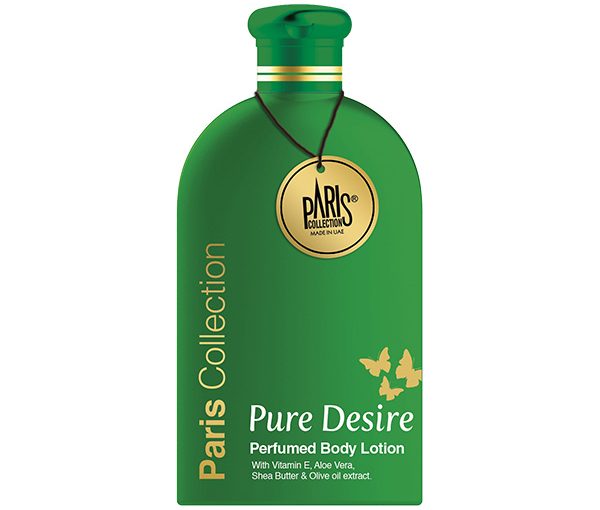 PARIS®
COLLECTION
MADE IN UAE
Paris Collection
Pure Desire
Perfumed Body Lotion
With Vitamin E, Aloe Vera,
Shea Butter & Olive oil extract.